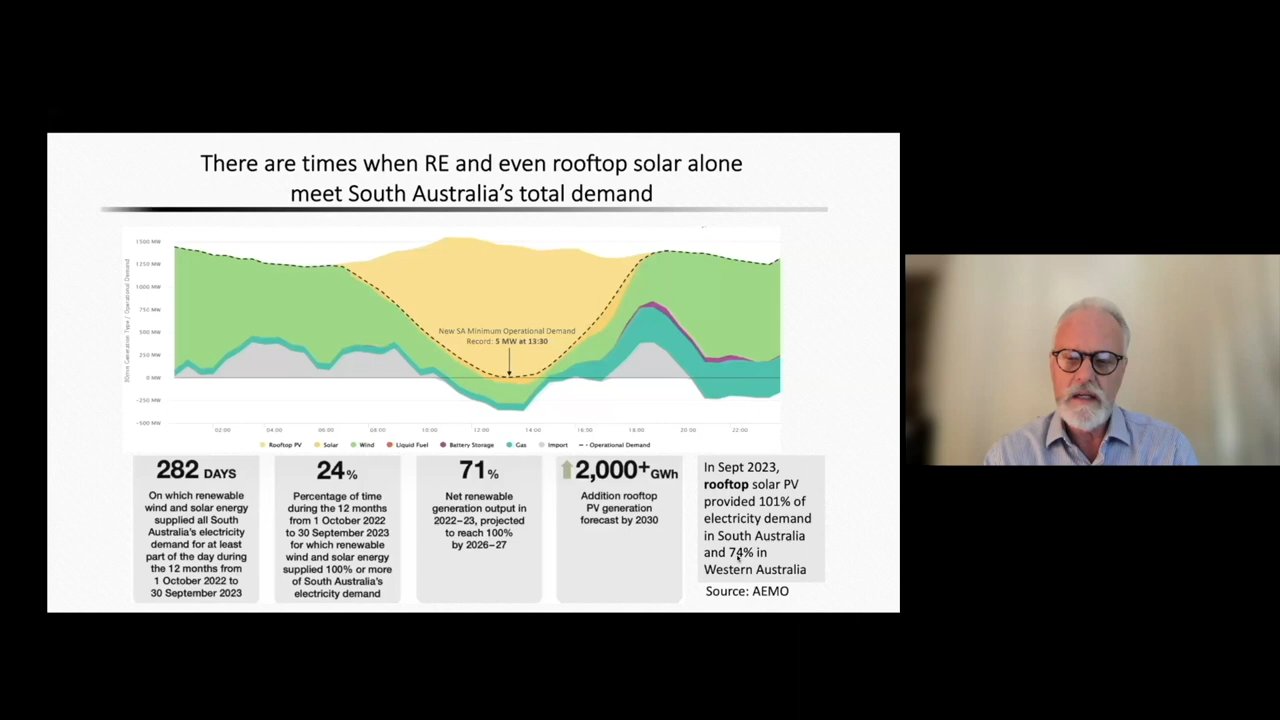 There are times when RE and even rooftop solar alone
meet South Australia's total demand
30min Generation Type / Operational Demand
1500 MW
1250 MW
1000 MW
750 MW
500 MW
250 MW
0 MW
-250 MW
-500 MW
New SA Minimum Operational Demand
Record: 5 MW at 13:30
02:00 04:00 06:00 08:00 10:00 12:00 14:00 16:00 18:00 20:00 22:00
Rooftop PV Solar Wind Liquid Fuel Battery Storage Gas Import Operational Demand
282 DAYS
On which renewable
wind and solar energy
supplied all South
Australia's electricity
demand for at least
part of the day during
the 12 months from
1 October 2022 to
30 September 2023
24%
Percentage of time
during the 12 months
from 1 October 2022
to 30 September 2023
for which renewable
wind and solar energy
supplied 100% or more
of South Australia's
electricity demand
71%
Net renewable
generation output in
2022–23, projected
to reach 100%
by 2026–27
2,000+ GWh
Addition rooftop
PV generation
forecast by 2030
In Sept 2023,
rooftop solar PV
provided 101% of
electricity demand
in South Australia
and 74% in
Western Australia
Source: AEMO